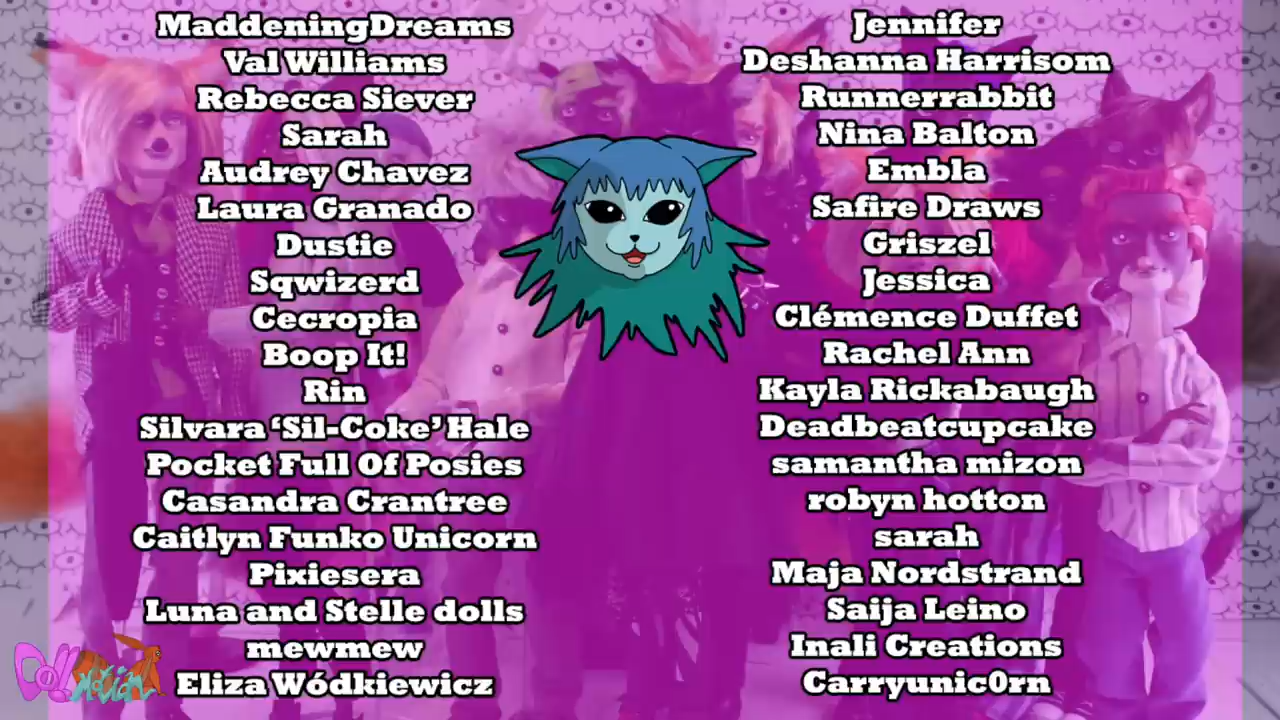 MaddeningDreams
Val Williams
Rebecca Siever
Sarah
Audrey Chavez
Laura Granado
Dustie
Sqwizerd
Cecropia
Boop It!
Rin
Silvara ‘Sil-Coke’ Hale
Pocket Full Of Posies
Casandra Crantree
Caitlyn Funko Unicorn
Pixiesera
Luna and Stelle dolls
mewmew
Eliza Wódkiewicz
Jennifer
Deshanna Harrisom
Runnerrabbit
Nina Balton
Embla
Safire Draws
Griszel
Jessica
Clémence Duffet
Rachel Ann
Kayla Rickabaugh
Deadbeatcupcake
samantha mizon
robyn hotton
sarah
Maja Nordstrand
Saija Leino
Inali Creations
Carryunic0rn
Doll
Motion